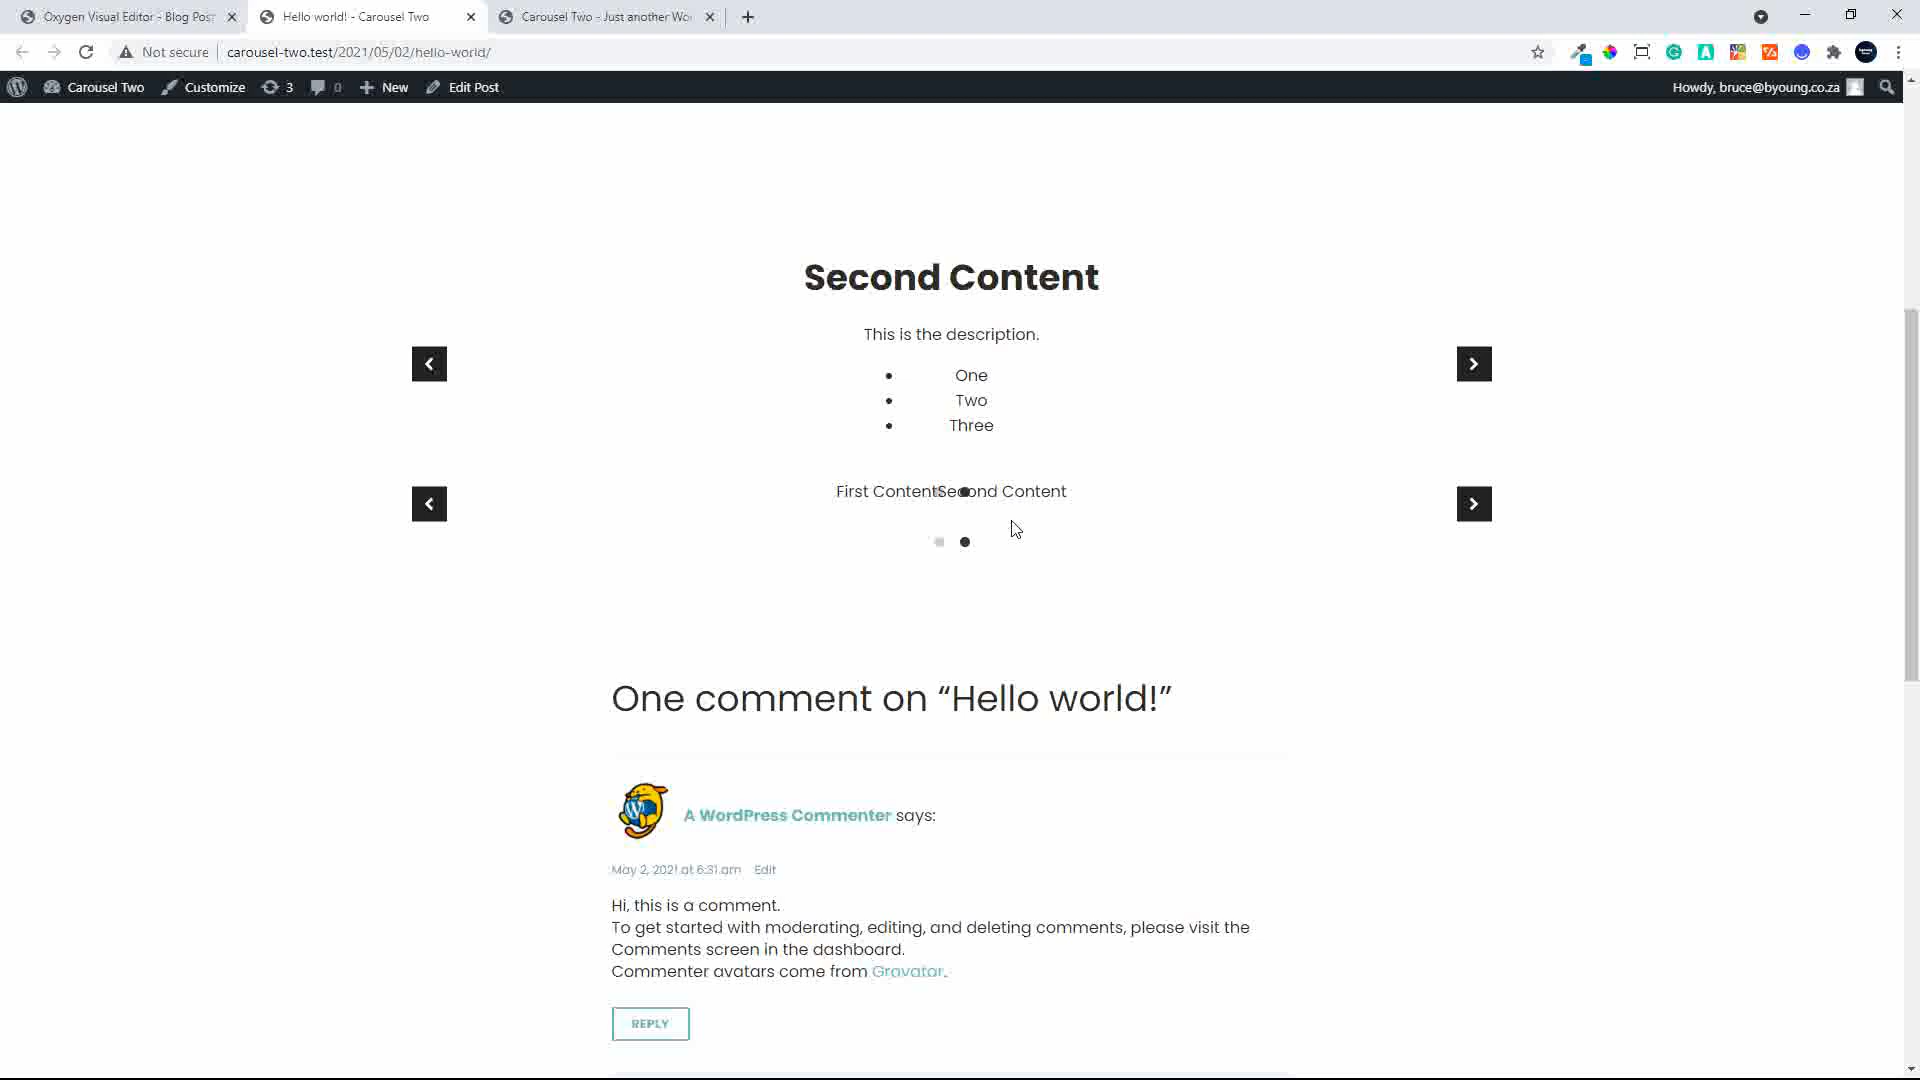 Oxygen Visual Editor - Blog Post
Hello world! - Carousel Two
Carousel Two - Just another Wo
Not secure
carousel-two.test/2021/05/02/hello-world/
Carousel Two
Customize
3
0
New
Edit Post
Howdy, bruce@byoung.co.za
Second Content
This is the description.
One
Two
Three
First Content
Second Content
One comment on “Hello world!”
A WordPress Commenter says:
May 2, 2021 at 6:31 am
Edit
Hi, this is a comment.
To get started with moderating, editing, and deleting comments, please visit the
Comments screen in the dashboard.
Commenter avatars come from Gravatar.
REPLY